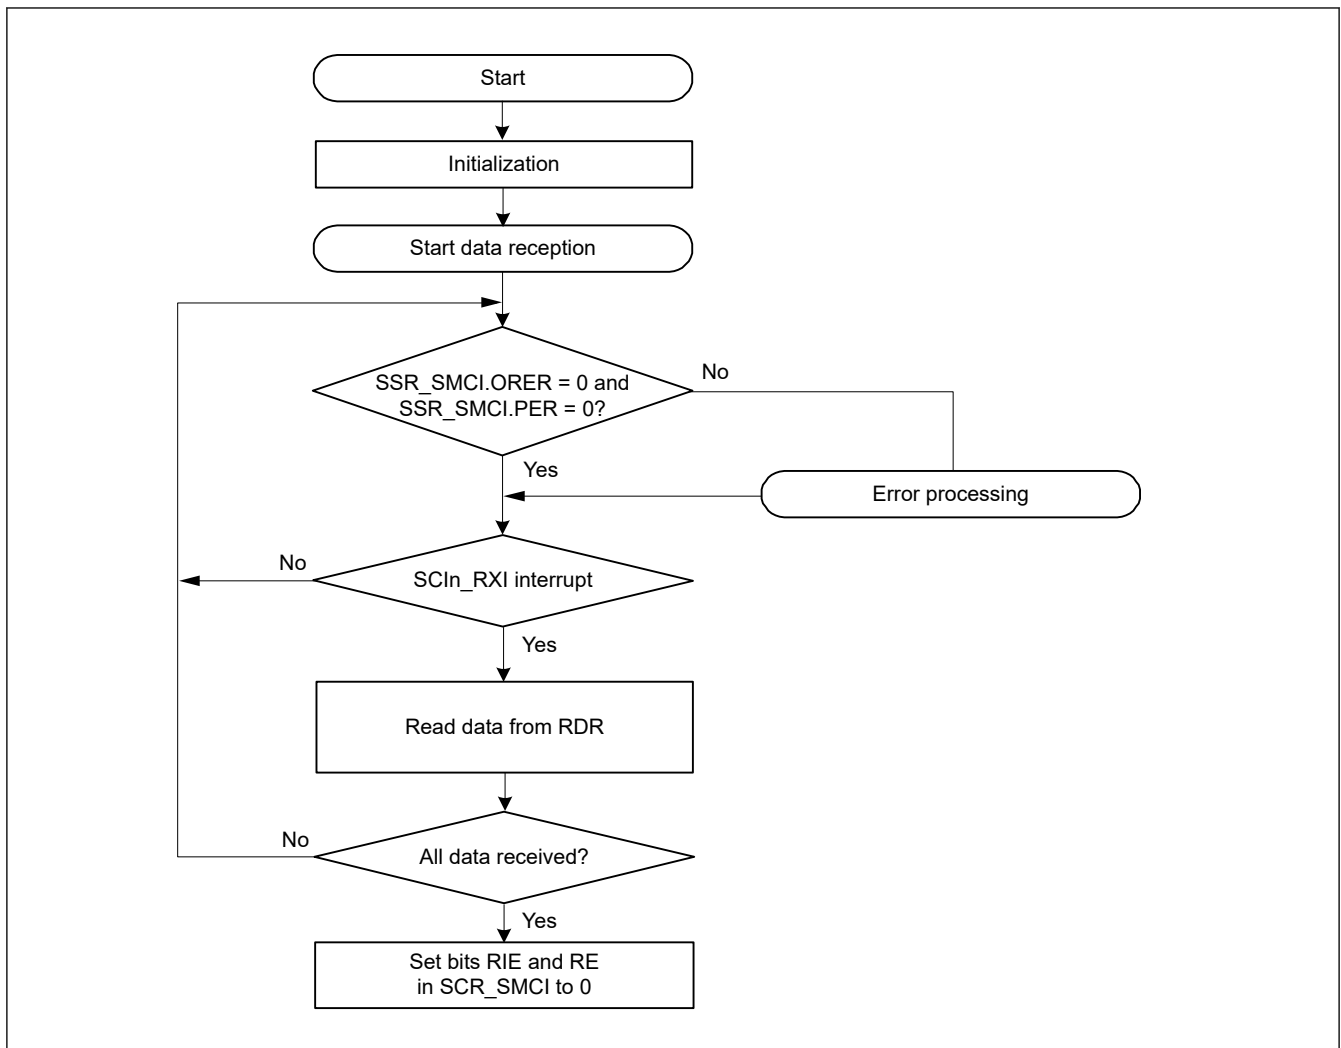 Start
Initialization
Start data reception
SSR_SMCI.ORER = 0 and
SSR_SMCI.PER = 0?
No
Yes
Error processing
SCIn_RXI interrupt
No
Yes
Read data from RDR
All data received?
No
Yes
Set bits RIE and RE
in SCR_SMCI to 0